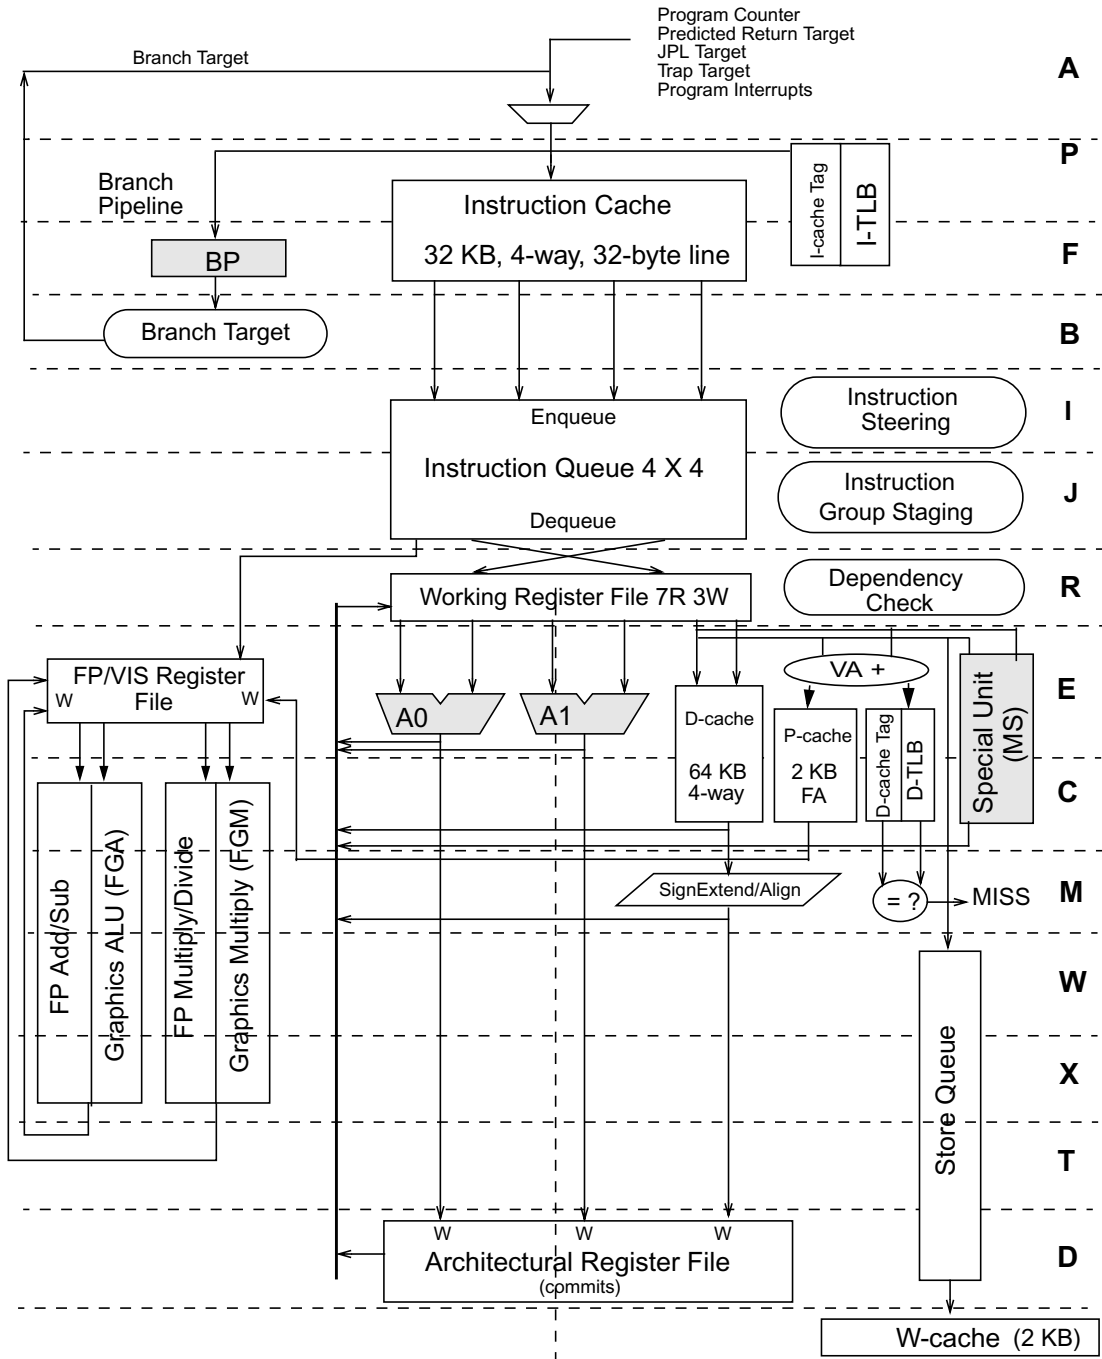 Program Counter
Predicted Return Target
JPL Target
Trap Target
Program Interrupts
Branch Target
A
P
Branch
Pipeline
Instruction Cache
32 KB, 4-way, 32-byte line
I-cache Tag
I-TLB
BP
F
Branch Target
B
Enqueue
Instruction Queue 4 X 4
Dequeue
Instruction
Steering
I
Instruction
Group Staging
J
Working Register File 7R 3W
Dependency
Check
R
FP/VIS Register
File
W
W
A0
A1
D-cache
64 KB
4-way
VA +
P-cache
2 KB
FA
D-cache Tag
D-TLB
Special Unit
(MS)
E
C
FP Add/Sub
Graphics ALU (FGA)
FP Multiply/Divide
Graphics Multiply (FGM)
SignExtend/Align
= ?
MISS
M
W
X
Store Queue
T
W
W
W
Architectural Register File
(commits)
D
W-cache (2 KB)